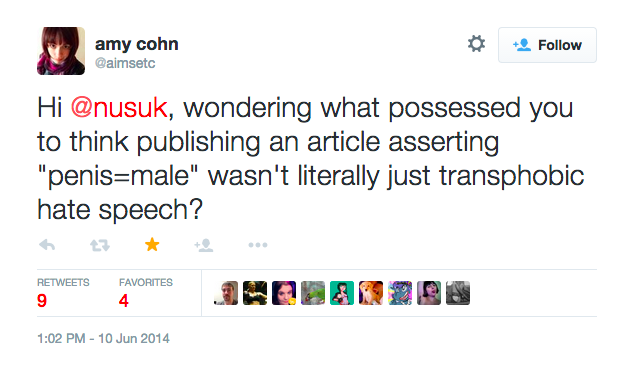 amy cohn
@aimsetc
Follow
Hi @nusuk, wondering what possessed you
to think publishing an article asserting
"penis=male" wasn't literally just transphobic
hate speech?
RETWEETS FAVORITES
9 4
1:02 PM - 10 Jun 2014